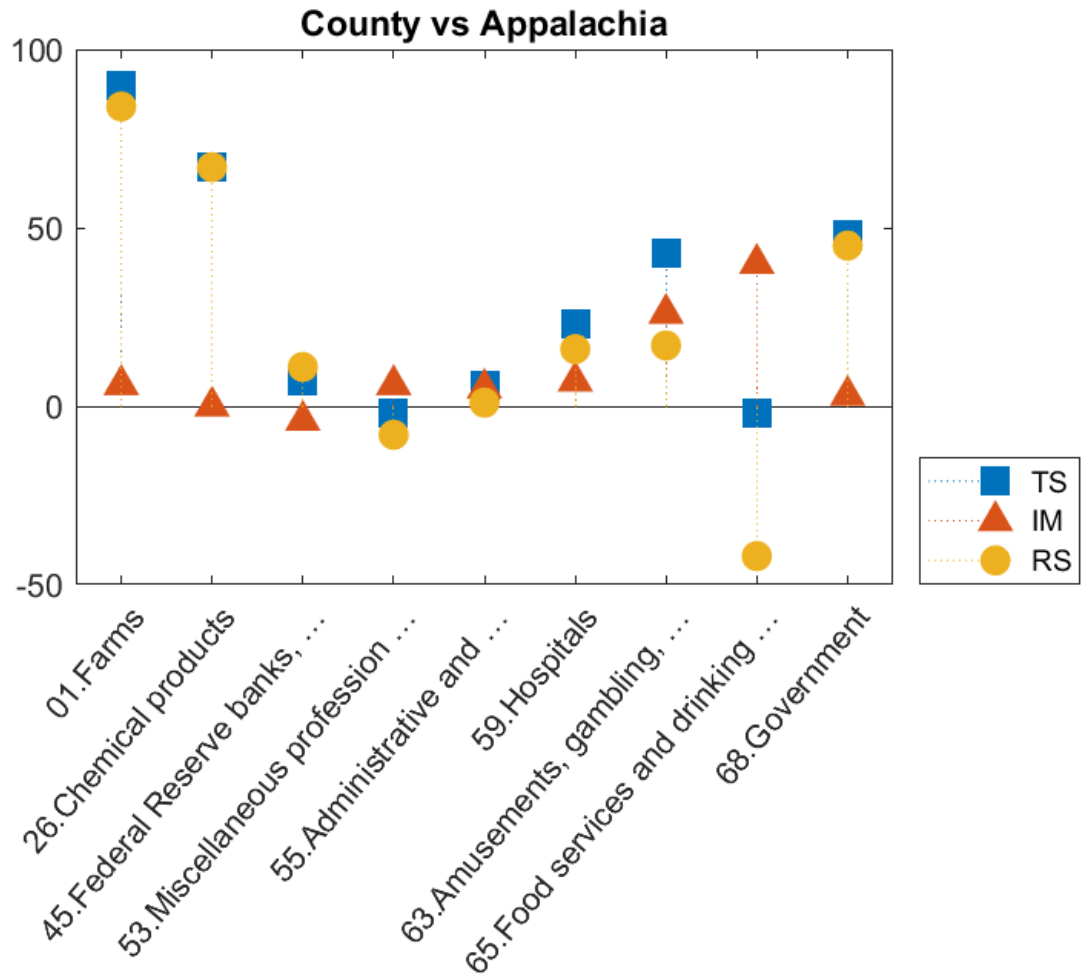 County vs Appalachia
100
50
0
-50
01.Farms
26.Chemical products
45.Federal Reserve banks, …
53.Miscellaneous profession …
55.Administrative and …
59.Hospitals
63.Amusements, gambling, …
65.Food services and drinking …
68.Government
TS
IM
RS